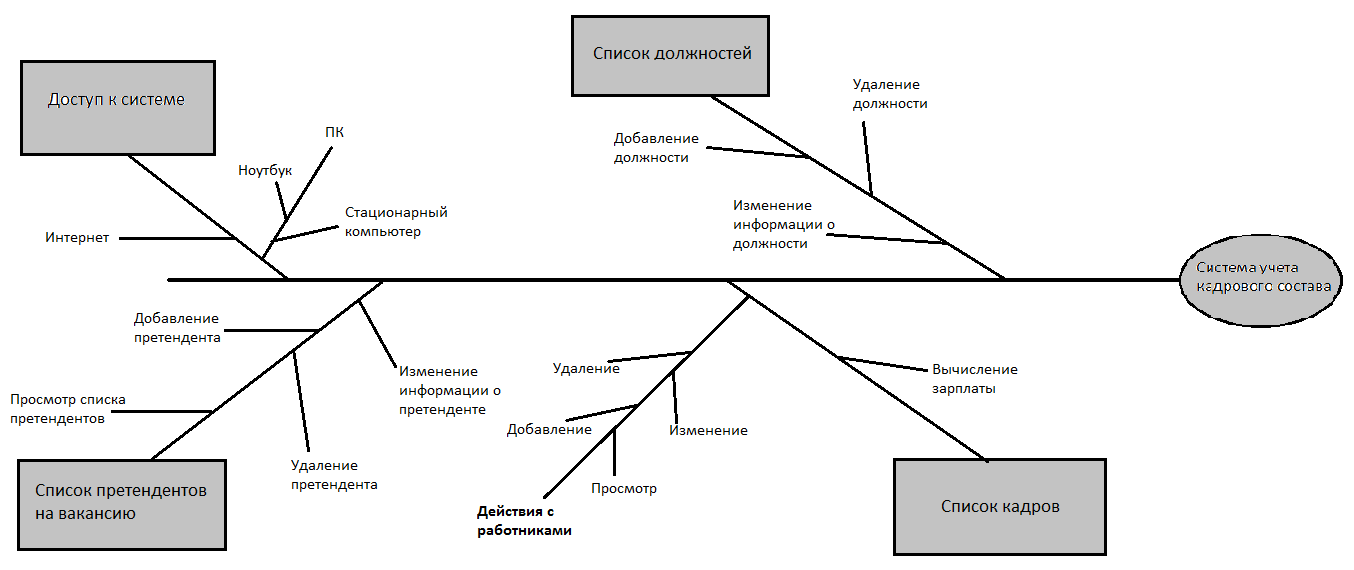 Список должностей
Доступ к системе
Удаление
должности
ПК
Добавление
должности
Ноутбук
Стационарный
компьютер
Изменение
информации о
должности
Интернет
Система учета
кадрового состава
Добавление
претендента
Изменение
информации о
претенденте
Удаление
Вычисление
зарплаты
Просмотр списка
претендентов
Добавление
Изменение
Удаление
претендента
Просмотр
Список претендентов
на вакансию
Действия с
работниками
Список кадров